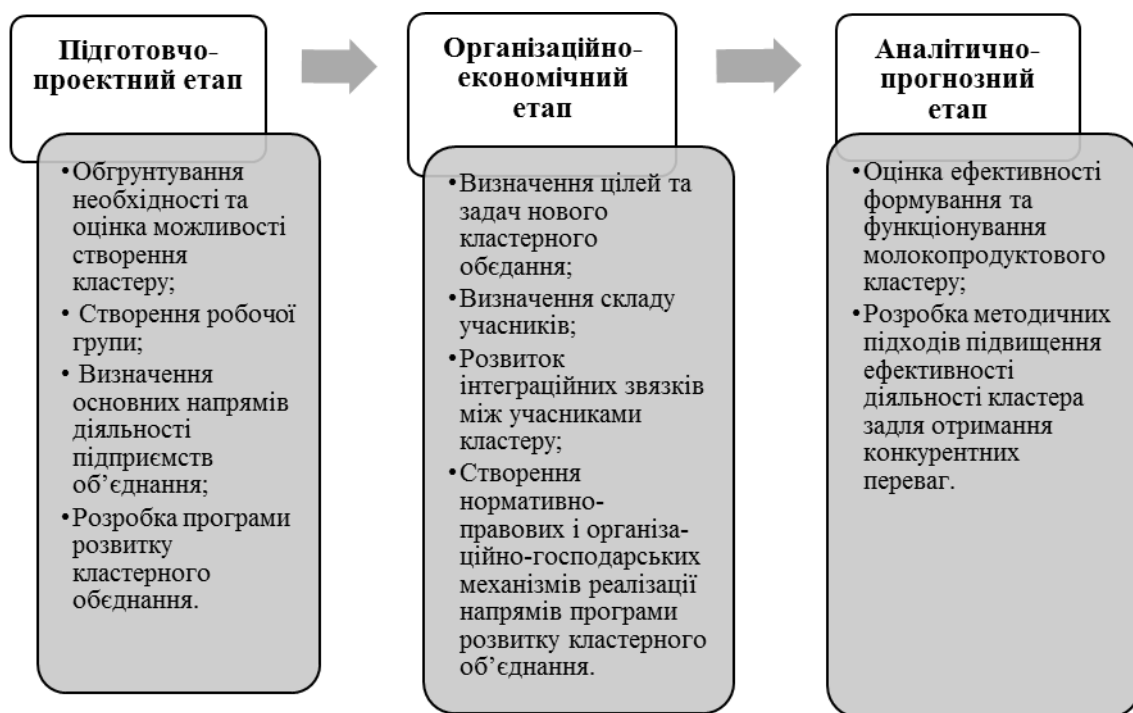 Підготовчо-
проектний етап
•Обгрунтування
необхідності та
оцінка можливості
створення
кластеру;
• Створення робочої
групи;
• Визначення
основних напрямів
діяльності
підприємств
об’єднання;
•Розробка програми
розвитку
кластерного
обєднання.
Організаційно-
економічний
етап
•Визначення цілей та
задач нового
кластерного
обєдання;
•Визначення складу
учасників;
•Розвиток
інтеграційних звязків
між учасниками
кластеру;
•Створення
нормативно-
правових і організа-
ційно-господарських
механізмів реалізації
напрямів програми
розвитку кластерного
об’єднання.
Аналітично-
прогнозний
етап
•Оцінка ефективності
формування та
функціонування
молокопродуктового
кластеру;
•Розробка методичних
підходів підвищення
ефективності
діяльності кластера
задля отримання
конкурентних
переваг.